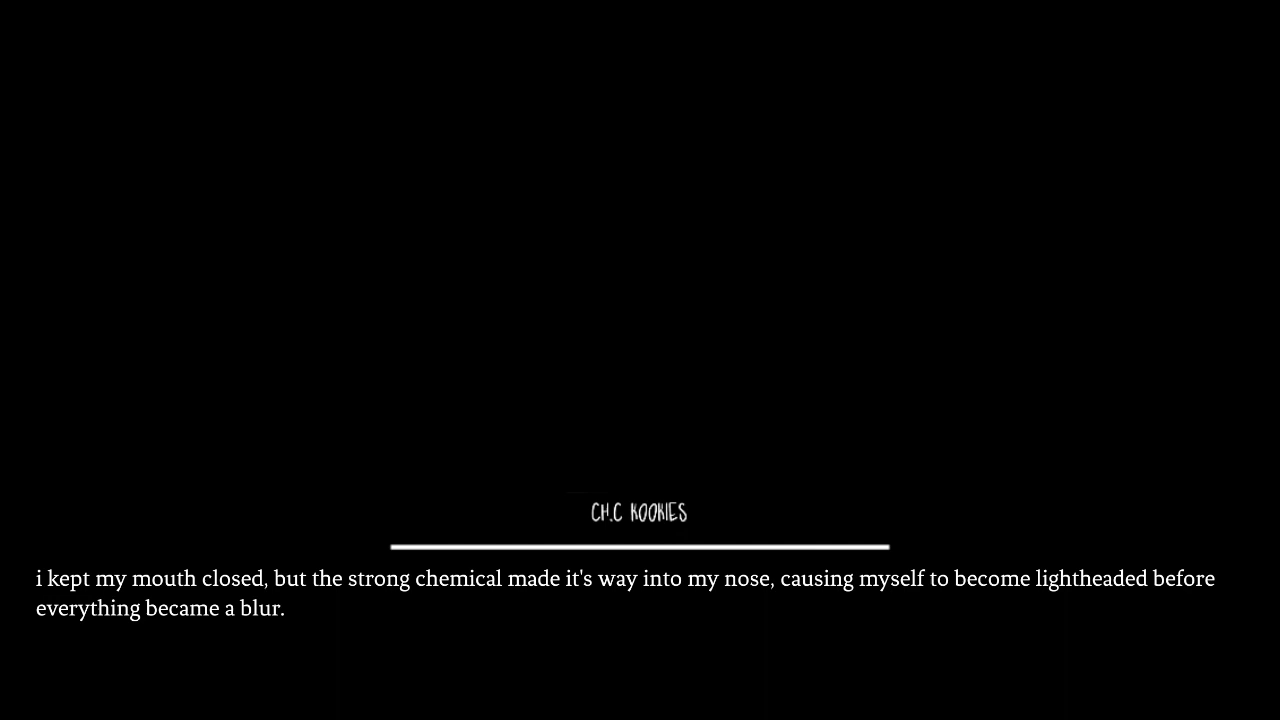 CH.C KOOKIES
i kept my mouth closed, but the strong chemical made it's way into my nose, causing myself to become lightheaded before
everything became a blur.